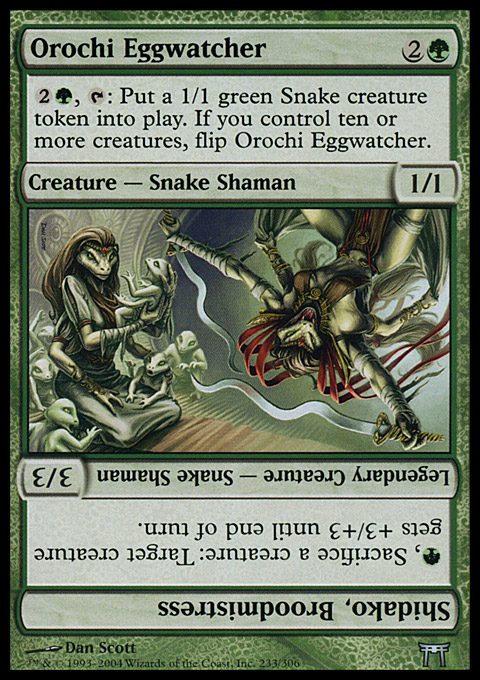 Orochi Eggwatcher 2
2, : Put a 1/1 green Snake creature
token into play. If you control ten or
more creatures, flip Orochi Eggwatcher.
Creature — Snake Shaman
1/1
Shidako, Broodmistress
, Sacrifice a creature: Target creature
gets +3/+3 until end of turn.
Legendary Creature — Snake Shaman
3/3
Dan Scott
™ & © 1993–2004 Wizards of the Coast, Inc. 233/306